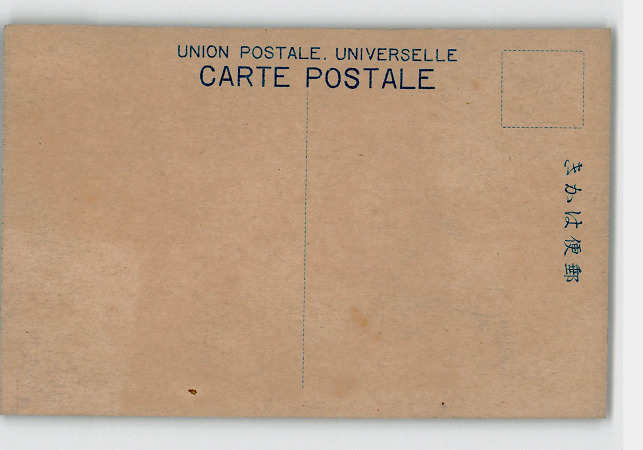 UNION POSTALE. UNIVERSELLE
CARTE POSTALE
郵便はかき